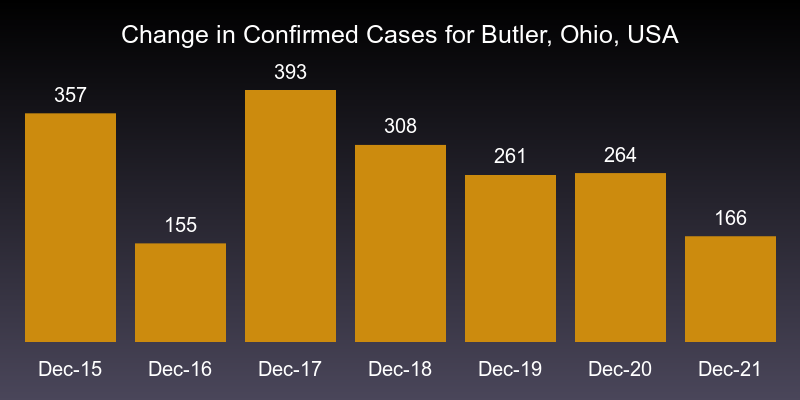 Change in Confirmed Cases for Butler, Ohio, USA
357
155
393
308
261
264
166
Dec-15
Dec-16
Dec-17
Dec-18
Dec-19
Dec-20
Dec-21